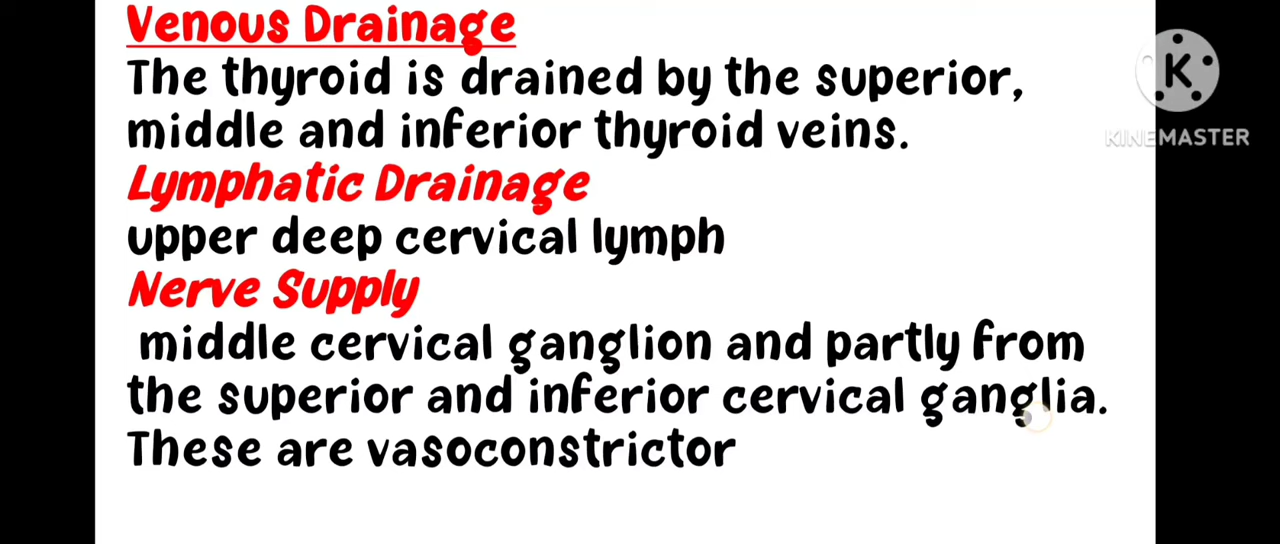 Venous Drainage
The thyroid is drained by the superior,
middle and inferior thyroid veins.
Lymphatic Drainage
upper deep cervical lymph
Nerve Supply
middle cervical ganglion and partly from
the superior and inferior cervical ganglia.
These are vasoconstrictor
K
KINEMASTER